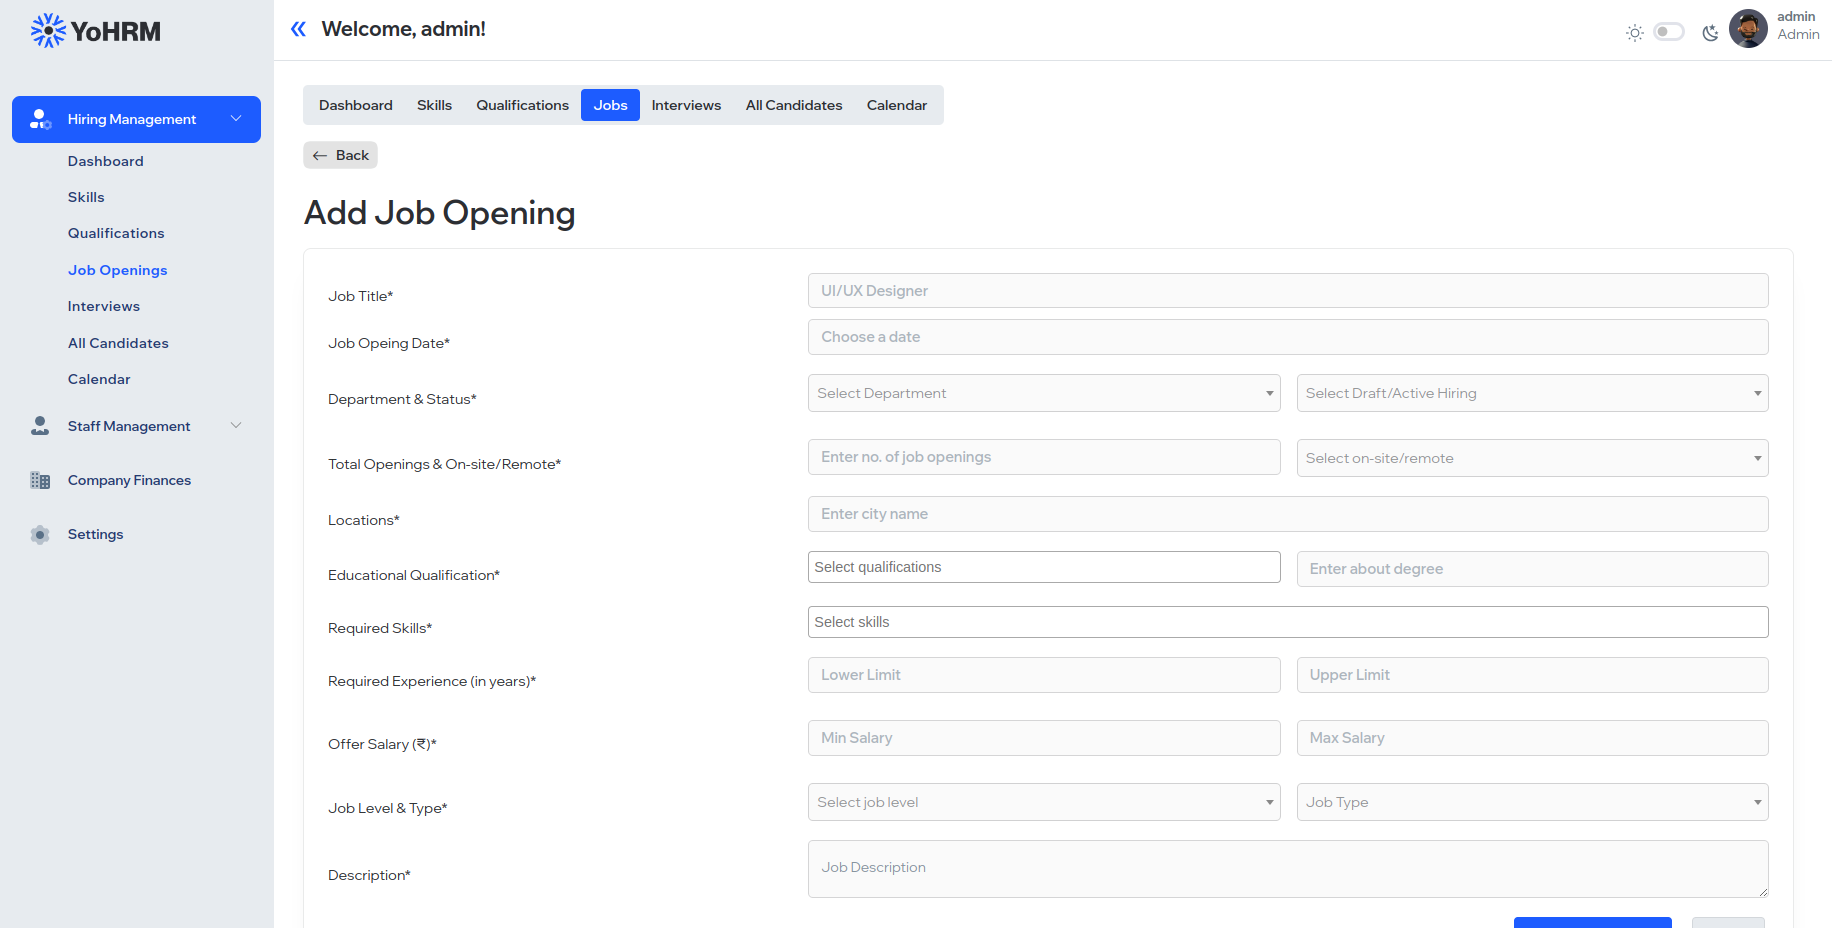 YoHRM
Welcome, admin!
admin
Admin
Hiring Management
Dashboard
Skills
Qualifications
Job Openings
Interviews
All Candidates
Calendar
Staff Management
Company Finances
Settings
Dashboard Skills Qualifications Jobs Interviews All Candidates Calendar
Back
Add Job Opening
Job Title* UI/UX Designer
Job Opeing Date* Choose a date
Department & Status* Select Department Select Draft/Active Hiring
Total Openings & On-site/Remote* Enter no. of job openings Select on-site/remote
Locations* Enter city name
Educational Qualification* Select qualifications Enter about degree
Required Skills* Select skills
Required Experience (in years)* Lower Limit Upper Limit
Offer Salary (₹)* Min Salary Max Salary
Job Level & Type* Select job level Job Type
Description* Job Description